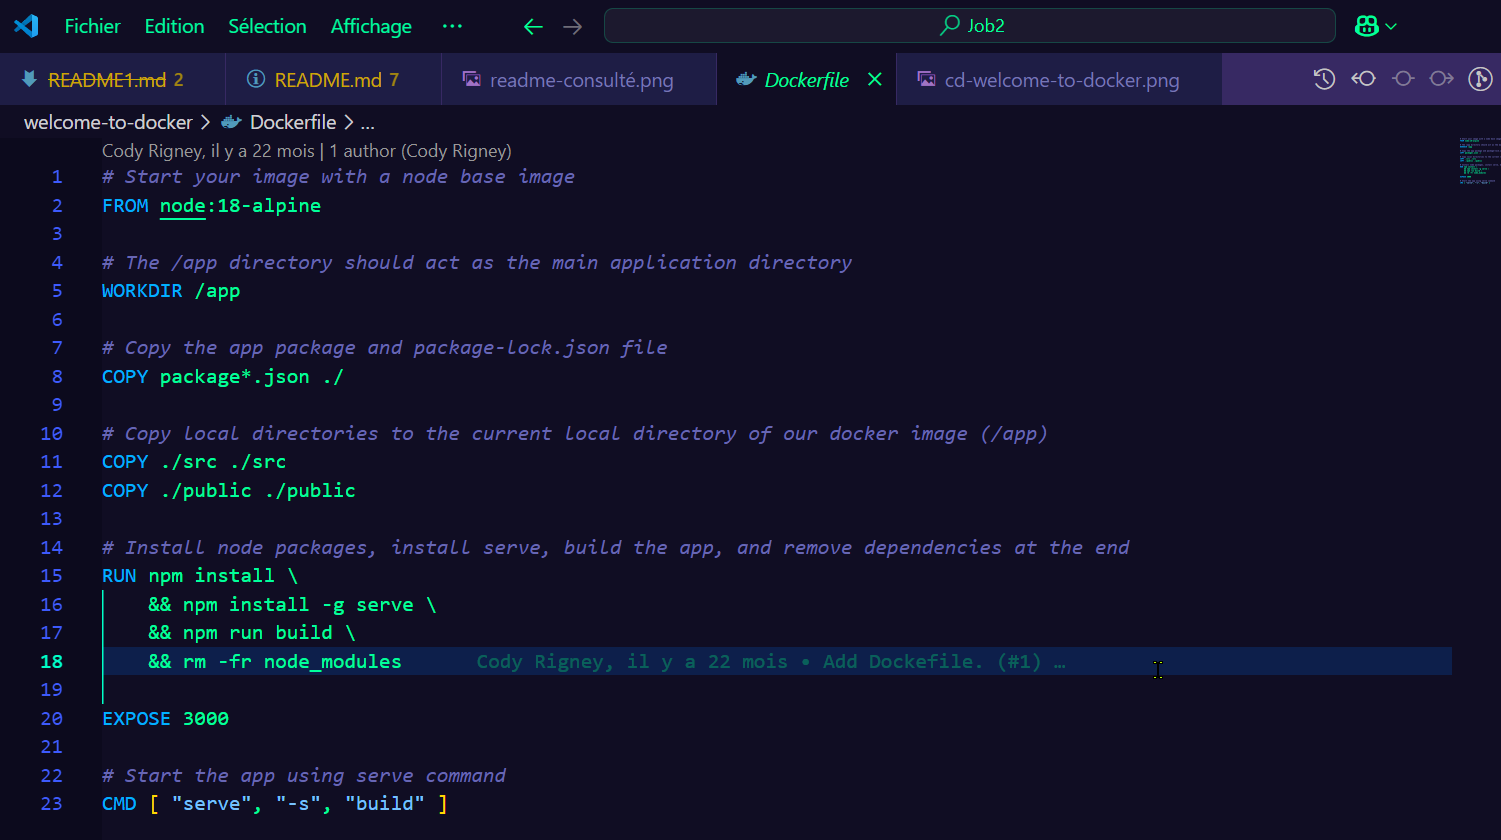 Fichier Edition Sélection Affichage ··· Job2
README1.md 2 README.md 7 readme-consulté.png Dockerfile cd-welcome-to-docker.png
welcome-to-docker > Dockerfile > ...
Cody Rigney, il y a 22 mois | 1 author (Cody Rigney)
1 # Start your image with a node base image
2 FROM node:18-alpine
3
4 # The /app directory should act as the main application directory
5 WORKDIR /app
6
7 # Copy the app package and package-lock.json file
8 COPY package*.json ./
9
10 # Copy local directories to the current local directory of our docker image (/app)
11 COPY ./src ./src
12 COPY ./public ./public
13
14 # Install node packages, install serve, build the app, and remove dependencies at the end
15 RUN npm install \
16 && npm install -g serve \
17 && npm run build \
18 && rm -fr node_modules Cody Rigney, il y a 22 mois • Add Dockefile. (#1) …
19
20 EXPOSE 3000
21
22 # Start the app using serve command
23 CMD [ "serve", "-s", "build" ]